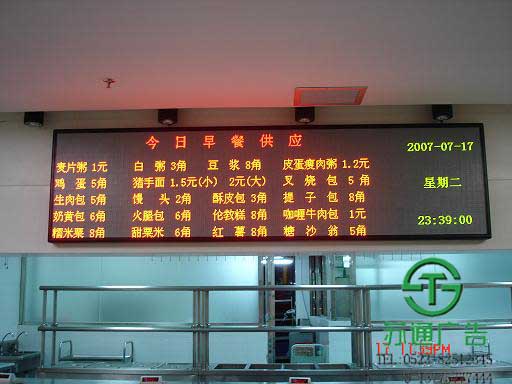 今日早餐供应
麦片粥 1元 白粥 3角 豆浆 8角 皮蛋瘦肉粥 1.2元
鸡蛋 5角 猪手面 1.5元(小) 2元(大) 叉烧包 5角
生肉包 5角 馒头 2角 酥皮包 3角 提子包 8角
奶黄包 6角 火腿包 6角 伦教糕 8角 咖喱牛肉包 1元
糯米粟 8角 甜粟米 6角 红薯 8角 糖沙翁 5角
2007-07-17
星期二
23:39:00
苏通广告